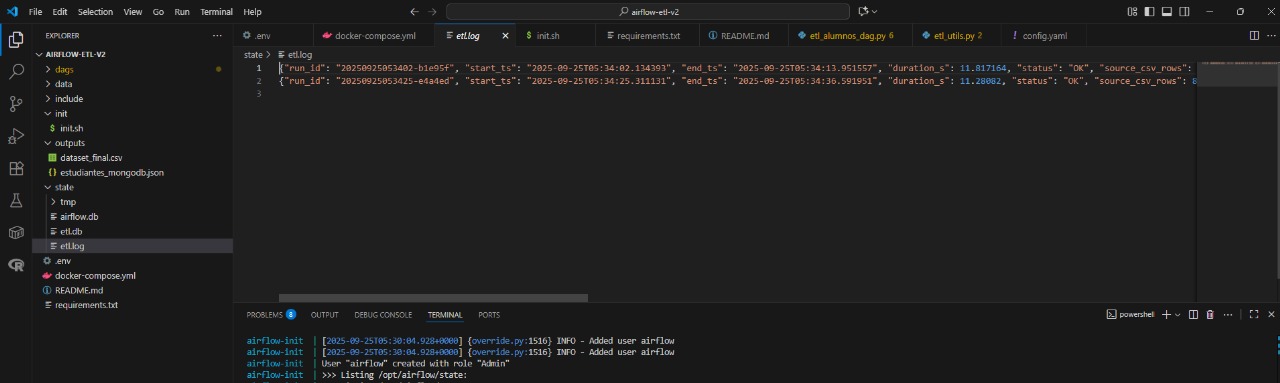 File Edit Selection View Go Run Terminal Help
airflow-etl-v2
EXPLORER
AIRFLOW-ETL-V2
dags
data
include
init
init.sh
outputs
dataset_final.csv
estudiantes_mongodb.json
state
tmp
airflow.db
etl.db
etl.log
.env
docker-compose.yml
README.md
requirements.txt
.env docker-compose.yml etl.log init.sh requirements.txt README.md etl_alumnos_dag.py 6 etl_utils.py 2 config.yaml
state > etl.log
1 {"run_id": "20250925053402-b1e95f", "start_ts": "2025-09-25T05:34:02.134393", "end_ts": "2025-09-25T05:34:13.951557", "duration_s": 11.817164, "status": "OK", "source_csv_rows":
2 {"run_id": "20250925053425-e4a4ed", "start_ts": "2025-09-25T05:34:25.311131", "end_ts": "2025-09-25T05:34:36.591951", "duration_s": 11.28082, "status": "OK", "source_csv_rows": 8
3
PROBLEMS 8 OUTPUT DEBUG CONSOLE TERMINAL PORTS
powershell
airflow-init | [2025-09-25T05:30:04.928+0000] {override.py:1516} INFO - Added user airflow
airflow-init | [2025-09-25T05:30:04.928+0000] {override.py:1516} INFO - Added user airflow
airflow-init | User "airflow" created with role "Admin"
airflow-init | >>> Listing /opt/airflow/state: